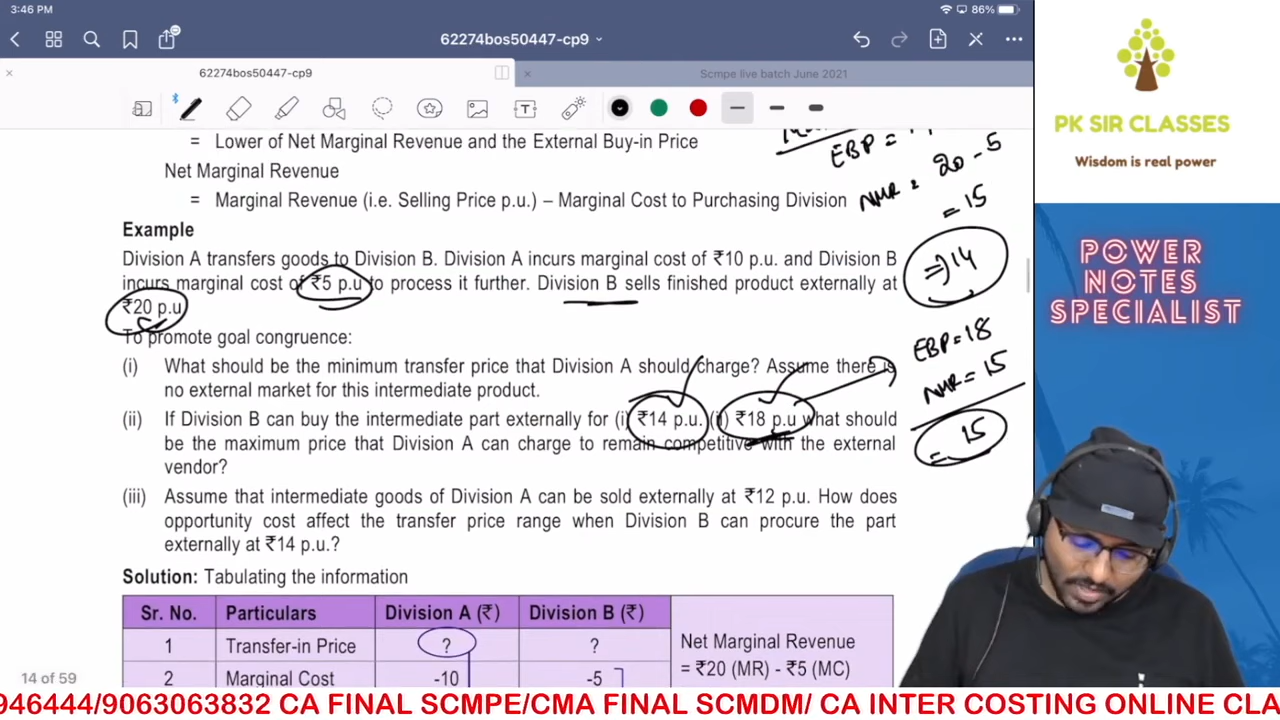 3:46 PM
86%
62274bos50447-cp9
62274bos50447-cp9
Scmpe live batch June 2021
= Lower of Net Marginal Revenue and the External Buy-in Price
Net Marginal Revenue
= Marginal Revenue (i.e. Selling Price p.u.) – Marginal Cost to Purchasing Division
EBP =
NMR = 20 - 5
= 15
=> 14
Example
Division A transfers goods to Division B. Division A incurs marginal cost of ₹10 p.u. and Division B
incurs marginal cost of ₹5 p.u to process it further. Division B sells finished product externally at
₹20 p.u
To promote goal congruence:
(i) What should be the minimum transfer price that Division A should charge? Assume there is
no external market for this intermediate product.
(ii) If Division B can buy the intermediate part externally for (i) ₹14 p.u. (ii) ₹18 p.u what should
be the maximum price that Division A can charge to remain competitive with the external
vendor?
EBP = 18
NMR = 15
= 15
(iii) Assume that intermediate goods of Division A can be sold externally at ₹12 p.u. How does
opportunity cost affect the transfer price range when Division B can procure the part
externally at ₹14 p.u.?
Solution: Tabulating the information
Sr. No. Particulars Division A (₹) Division B (₹)
1 Transfer-in Price ? ?
2 Marginal Cost -10 -5
Net Marginal Revenue
= ₹20 (MR) - ₹5 (MC)
14 of 59
PK SIR CLASSES
Wisdom is real power
POWER
NOTES
SPECIALIST
946444/9063063832 CA FINAL SCMPE/CMA FINAL SCMDM/ CA INTER COSTING ONLINE CLA